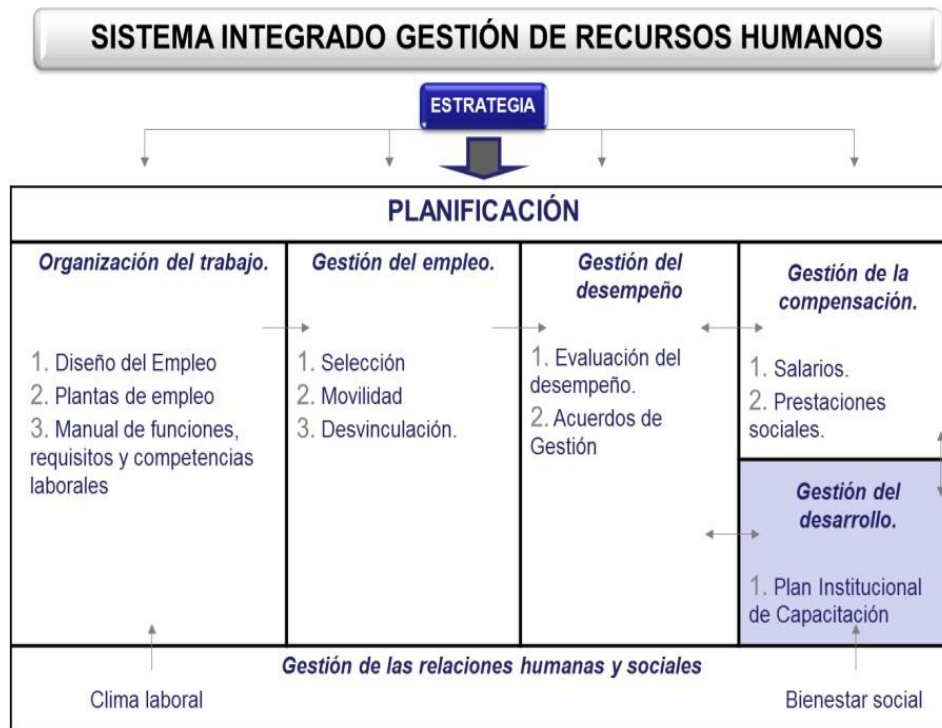 SISTEMA INTEGRADO GESTIÓN DE RECURSOS HUMANOS
ESTRATEGIA
PLANIFICACIÓN
Organización del trabajo.
1. Diseño del Empleo
2. Plantas de empleo
3. Manual de funciones,
requisitos y competencias
laborales
Gestión del empleo.
1. Selección
2. Movilidad
3. Desvinculación.
Gestión del
desempeño
1. Evaluación del
desempeño.
2. Acuerdos de
Gestión
Gestión de la
compensación.
1. Salarios.
2. Prestaciones
sociales.
Gestión del
desarrollo.
1. Plan Institucional
de Capacitación
Gestión de las relaciones humanas y sociales
Clima laboral
Bienestar social